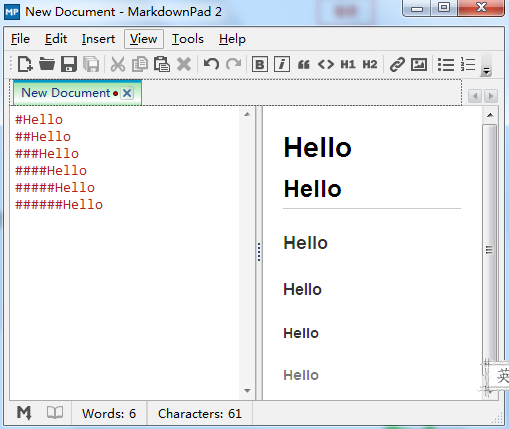 MP New Document - MarkdownPad 2
File Edit Insert View Tools Help
B i “ <> H1 H2
New Document
#Hello
##Hello
###Hello
####Hello
#####Hello
######Hello
Hello
Hello
Hello
Hello
Hello
Hello
英
M Words: 6 Characters: 61